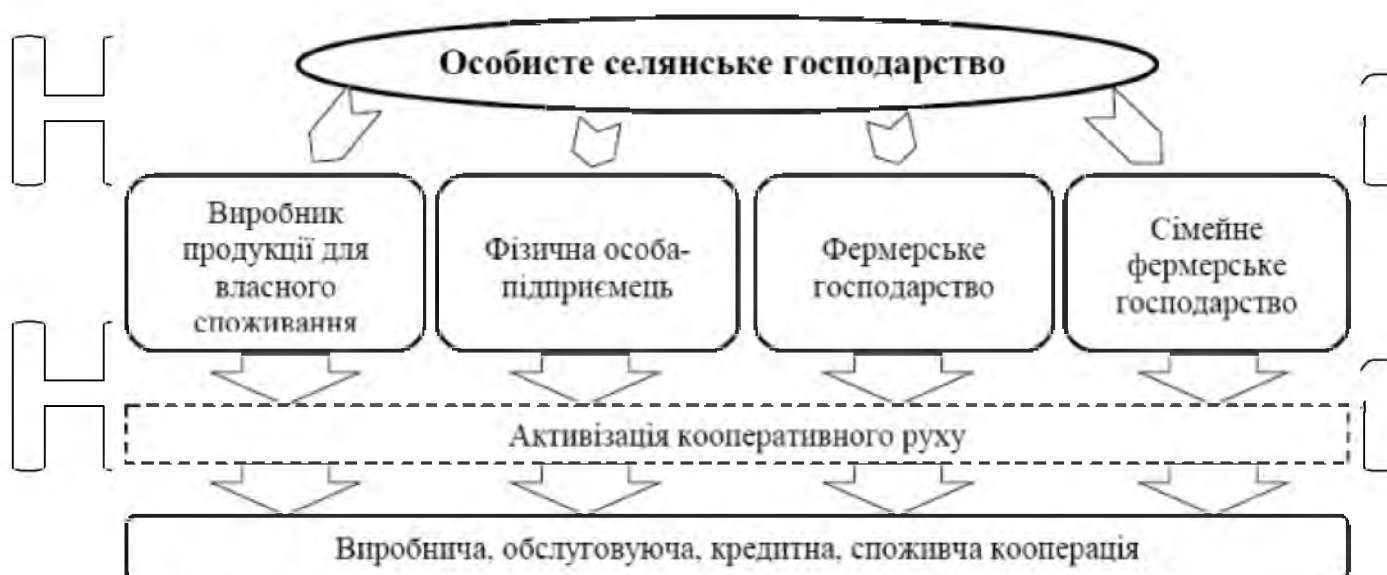 Особисте селянське господарство
Виробник
продукції для
власного
споживання
Фізична особа-
підприємець
Фермерське
господарство
Сімейне
фермерське
господарство
Активізація кооперативного руху
Виробнича, обслуговуюча, кредитна, споживча кооперація